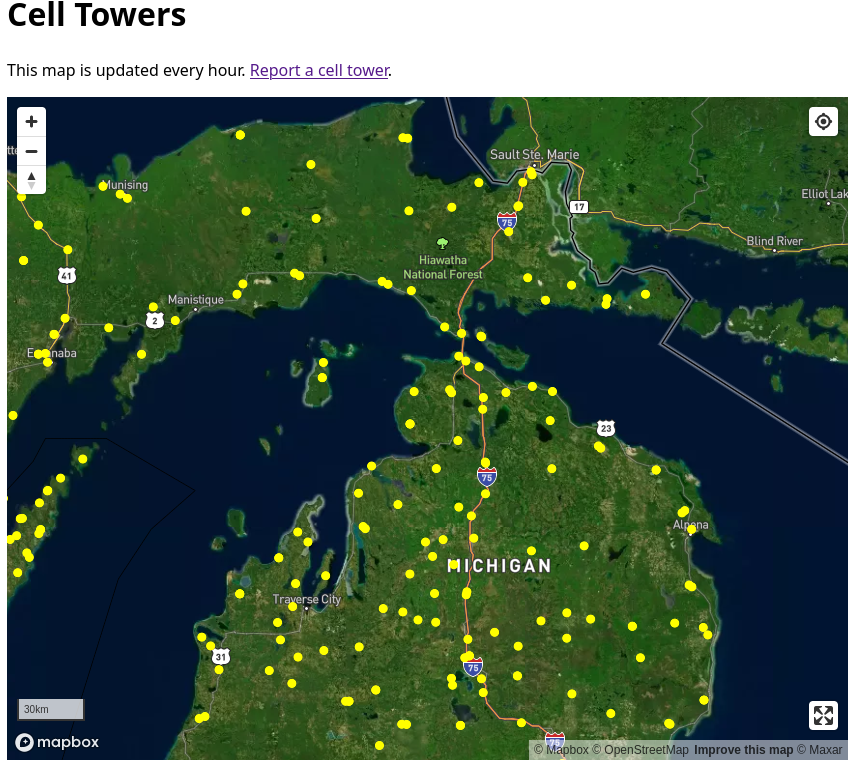 Cell Towers
This map is updated every hour. Report a cell tower.
Sault Ste. Marie
Munising
Elliot Lak
17
75
Blind River
Hiawatha
National Forest
41
Manistique
2
23
75
Alpena
MICHIGAN
Traverse City
31
75
30km
75
mapbox
© Mapbox © OpenStreetMap Improve this map © Maxar